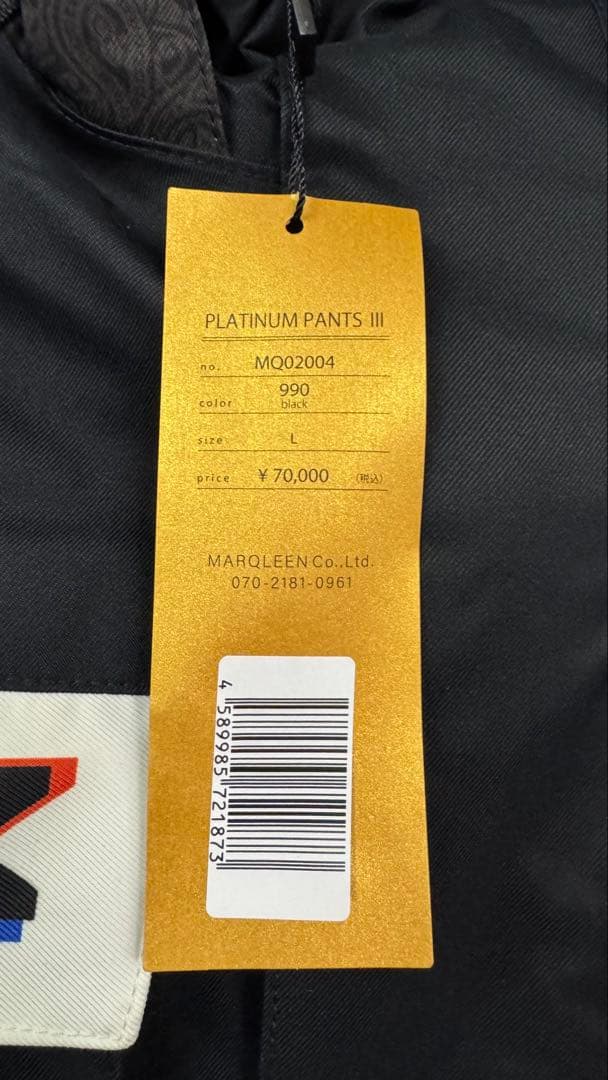 PLATINUM PANTS III
no. MQ02004
color 990
black
size L
price ¥ 70,000 (税込)
MARQLEEN Co.,Ltd.
070-2181-0961
4 589985 721873